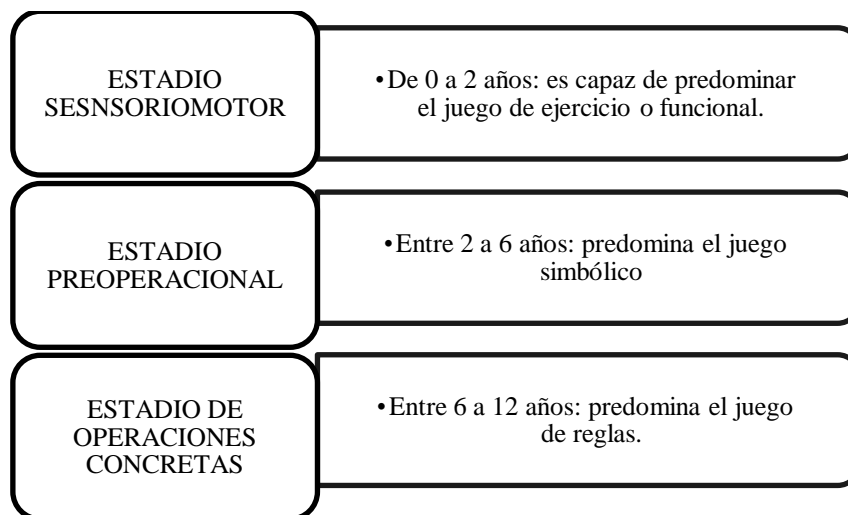 ESTADIO
SESNSORIOMOTOR
•De 0 a 2 años: es capaz de predominar
el juego de ejercicio o funcional.
ESTADIO
PREOPERACIONAL
•Entre 2 a 6 años: predomina el juego
simbólico
ESTADIO DE
OPERACIONES
CONCRETAS
•Entre 6 a 12 años: predomina el juego
de reglas.